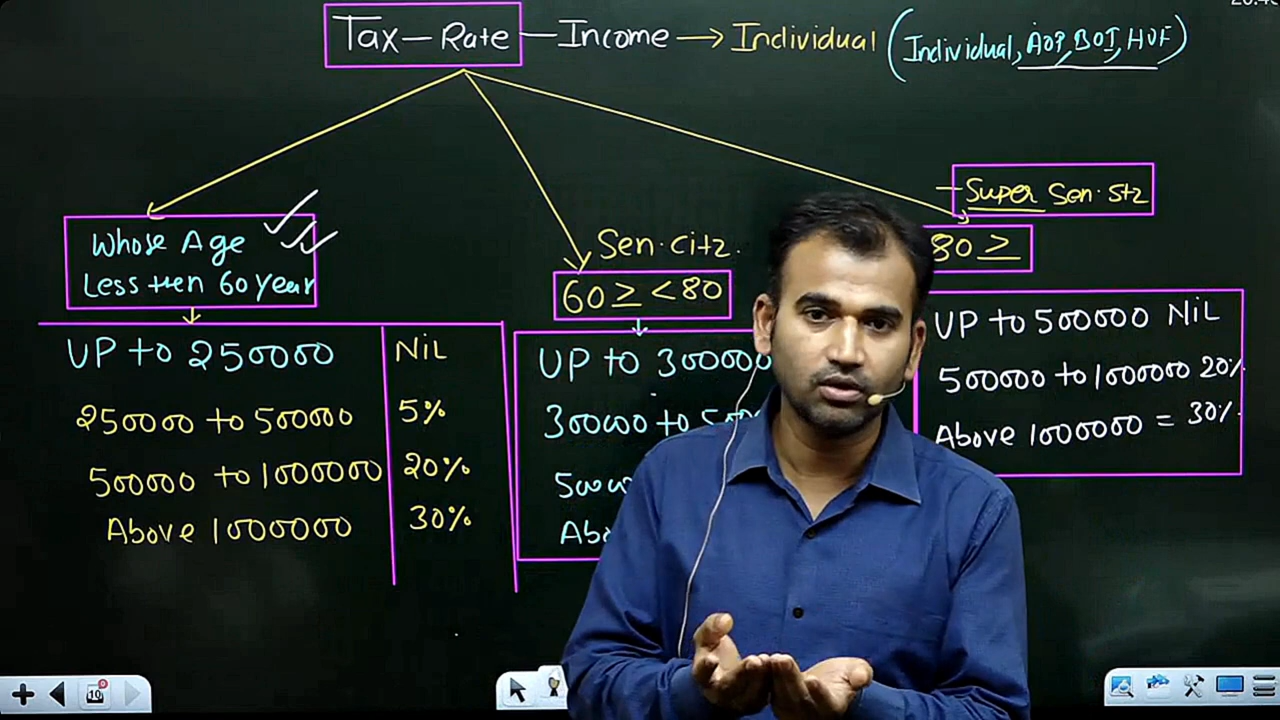 Tax-Rate - Income → Individual (Individual, AOP, BOI, HUF)
Whose Age
Less then 60 year
UP to 250000 NiL
250000 to 500000 5%
500000 to 1000000 20%
Above 1000000 30%
Sen.citz.
60 ≥ <80
UP to 300000
300000 to
Super Sen.stz
80 ≥
UP to 500000 NiL
500000 to 1000000 20%
Above 1000000 = 30%
10